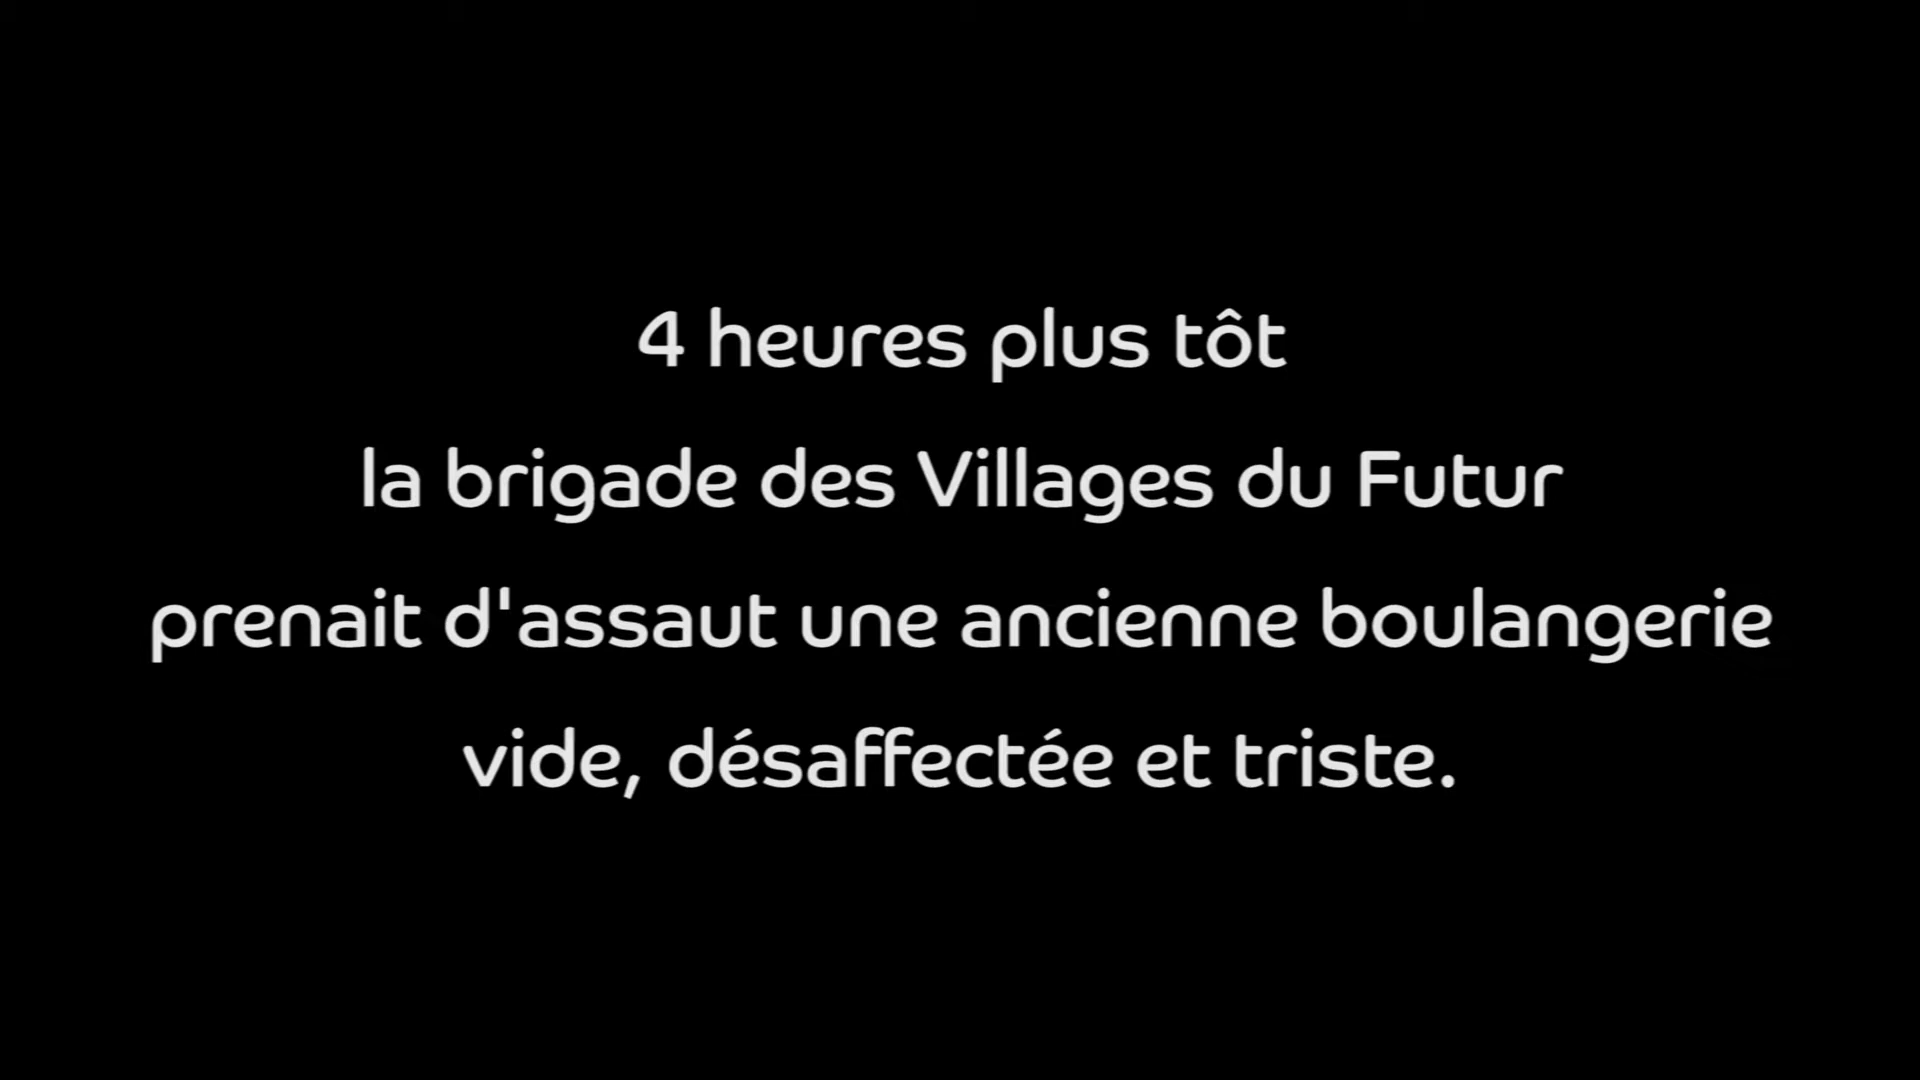 4 heures plus tôt
la brigade des Villages du Futur
prenait d'assaut une ancienne boulangerie
vide, désaffectée et triste.